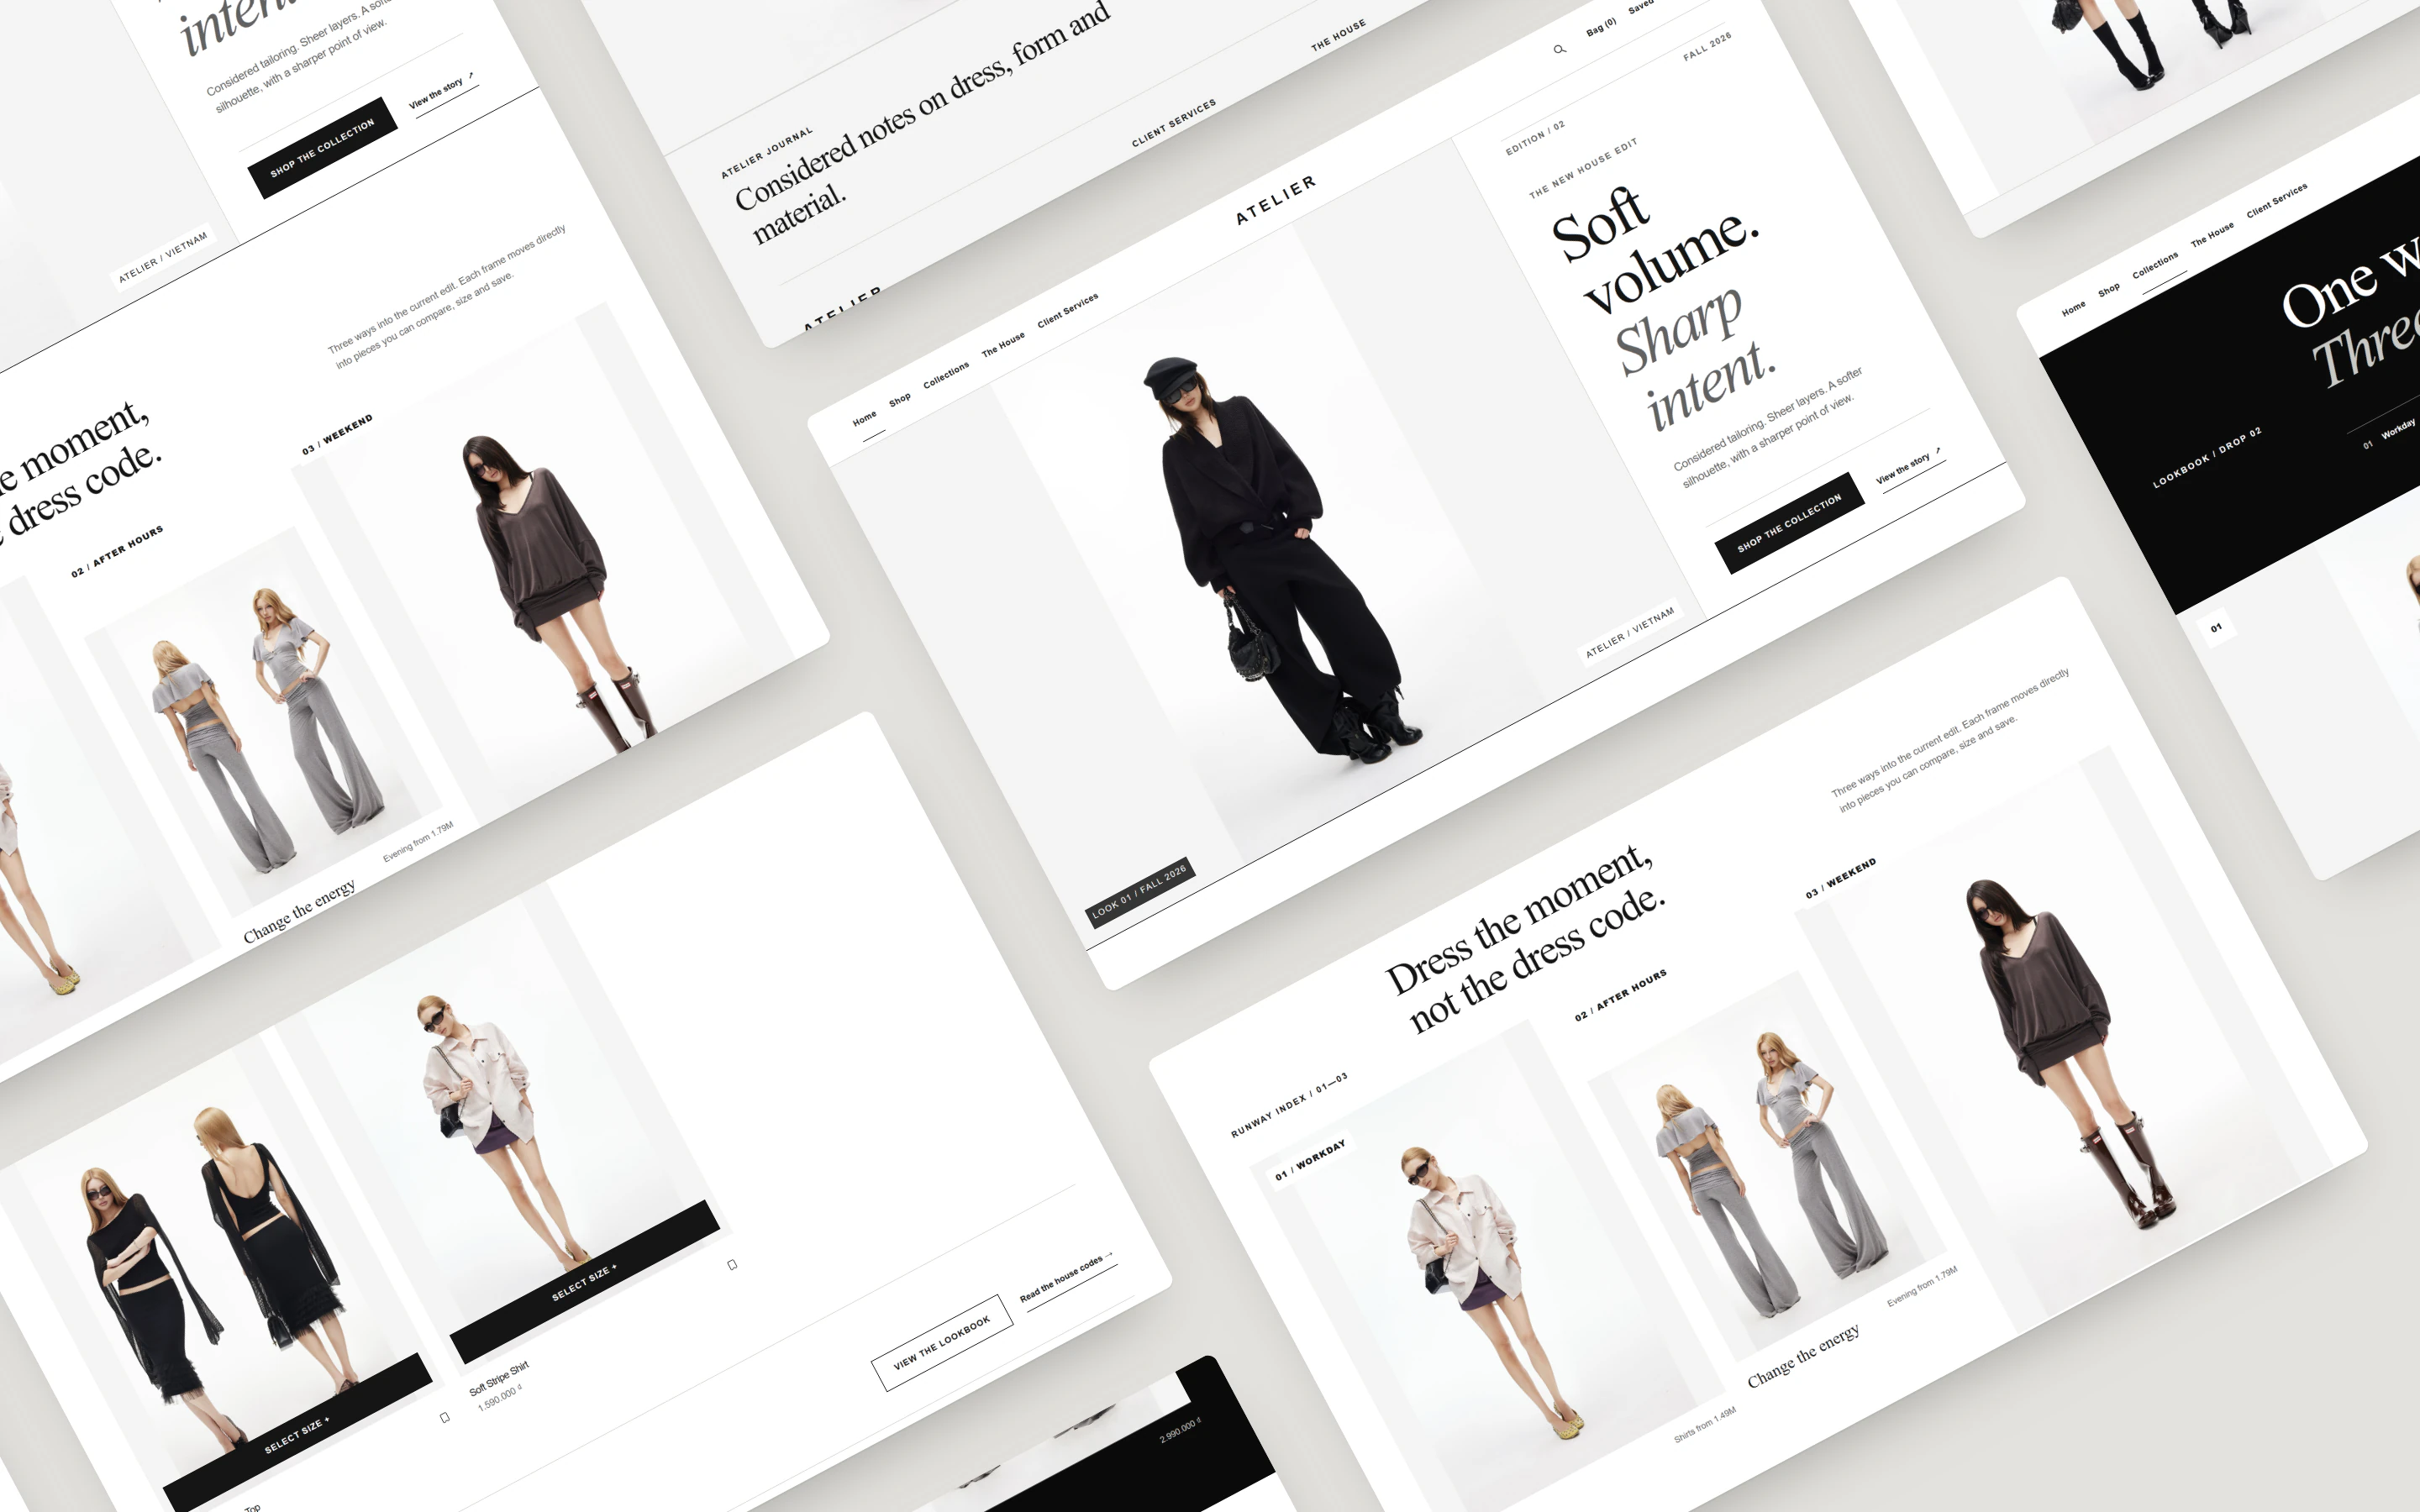 inten
Considered tailoring. Sheer layers. A softer
silhouette, with a sharper point of view.
SHOP THE COLLECTION
View the story ↗
ATELIER / VIETNAM
Three ways into the current edit. Each frame moves directly
into pieces you can compare, size and save.
e moment,
dress code.
02 / AFTER HOURS
03 / WEEKEND
Evening from 1.79M
Change the energy
ATELIER JOURNAL
Considered notes on dress, form and
material.
CLIENT SERVICES
THE HOUSE
ATELIER
Home
Shop
Collections
The House
Client Services
ATELIER
Bag (0)
Saved
EDITION / 02
FALL 2026
THE NEW HOUSE EDIT
Soft
volume.
Sharp
intent.
Considered tailoring. Sheer layers. A softer
silhouette, with a sharper point of view.
SHOP THE COLLECTION
View the story ↗
ATELIER / VIETNAM
LOOK 01 / FALL 2026
Home
Shop
Collections
The House
Client Services
One w
Three
LOOKBOOK / DROP 02
01 Workday
01
SELECT SIZE +
SELECT SIZE +
Top
Soft Stripe Shirt
1.590.000 ₫
VIEW THE LOOKBOOK
Read the house codes →
2.990.000 ₫
RUNWAY INDEX / 01—03
Dress the moment,
not the dress code.
Three ways into the current edit. Each frame moves directly
into pieces you can compare, size and save.
01 / WORKDAY
02 / AFTER HOURS
03 / WEEKEND
Shirts from 1.49M
Change the energy
Evening from 1.79M